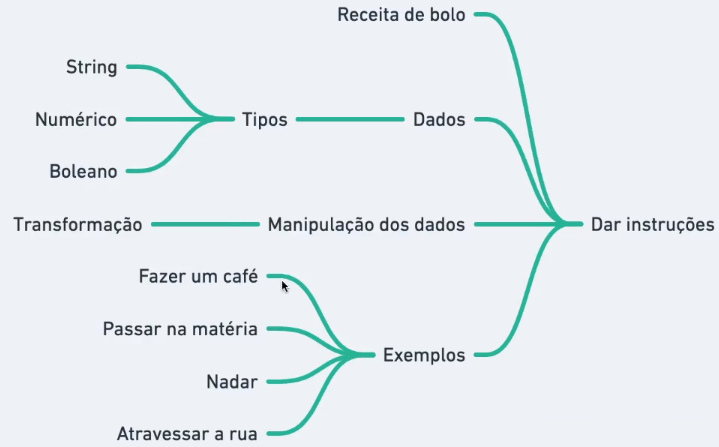 Receita de bolo
String
Numérico
Tipos
Dados
Boleano
Transformação
Manipulação dos dados
Dar instruções
Fazer um café
Passar na matéria
Exemplos
Nadar
Atravessar a rua